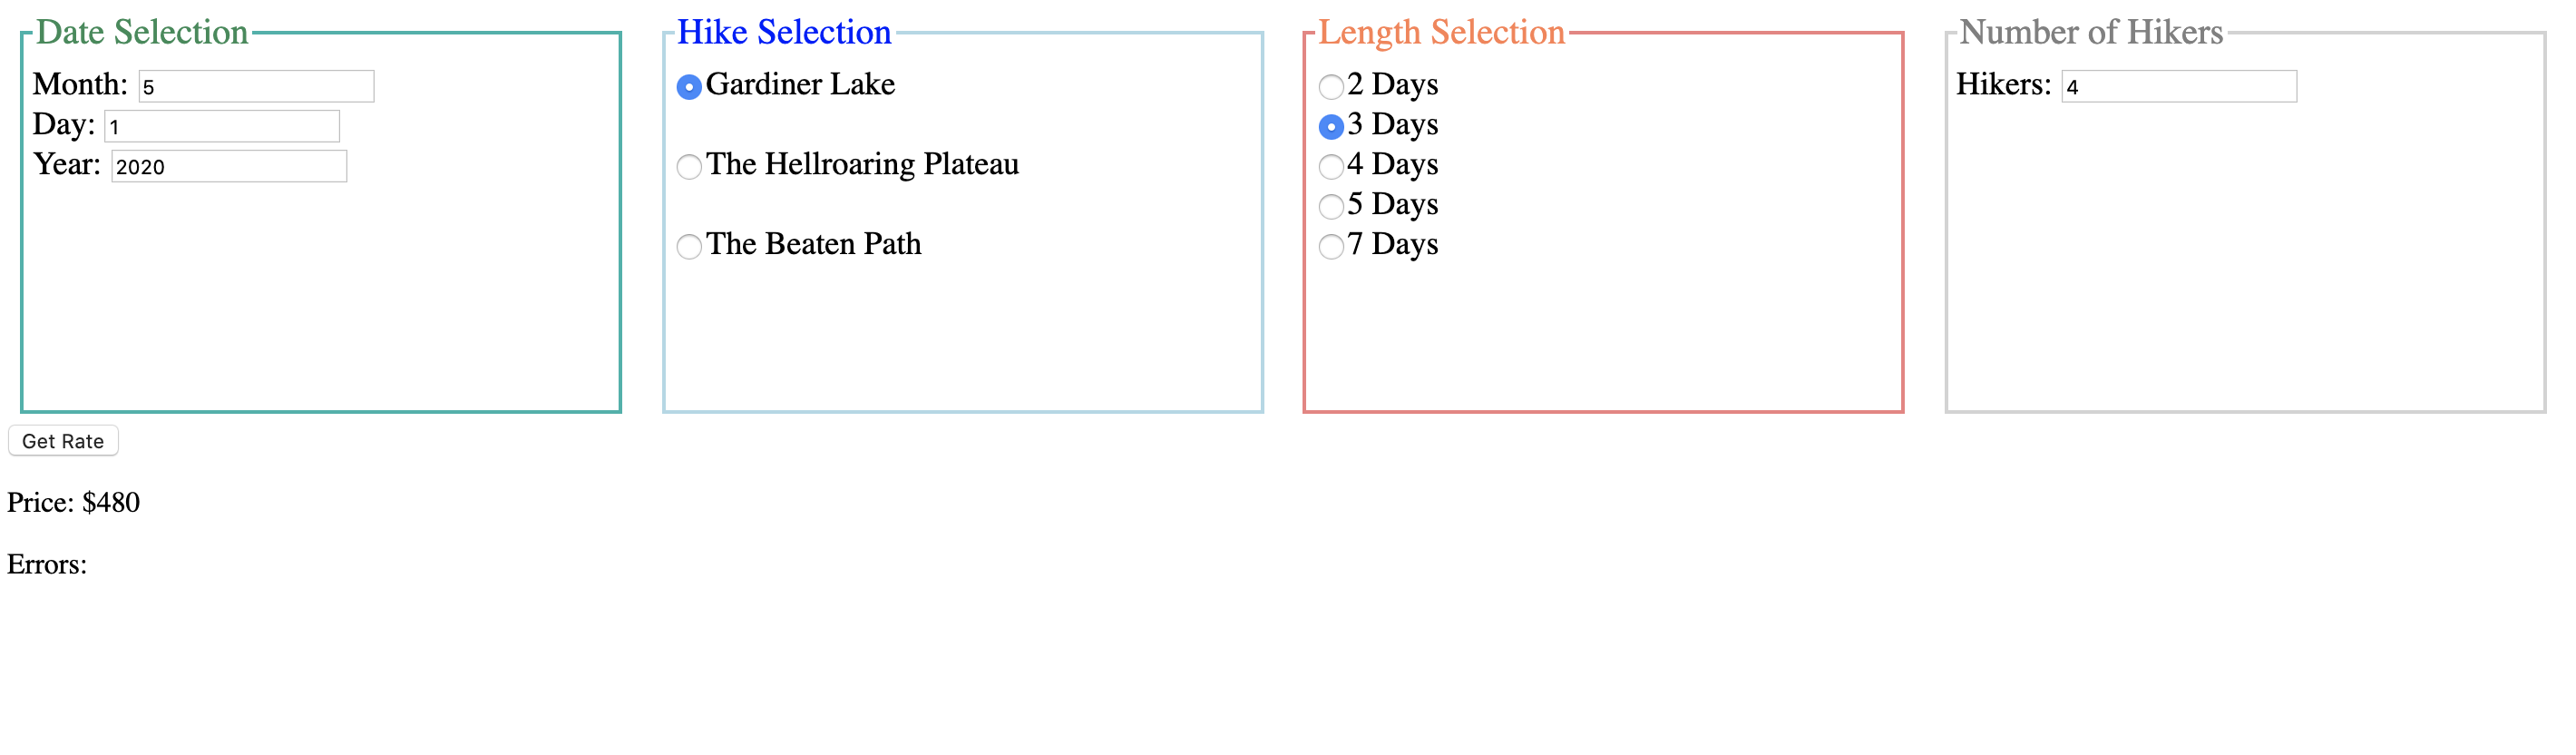 Date Selection
Month: 5
Day: 1
Year: 2020
Hike Selection
Gardiner Lake
The Hellroaring Plateau
The Beaten Path
Length Selection
2 Days
3 Days
4 Days
5 Days
7 Days
Number of Hikers
Hikers: 4
Get Rate
Price: $480
Errors: